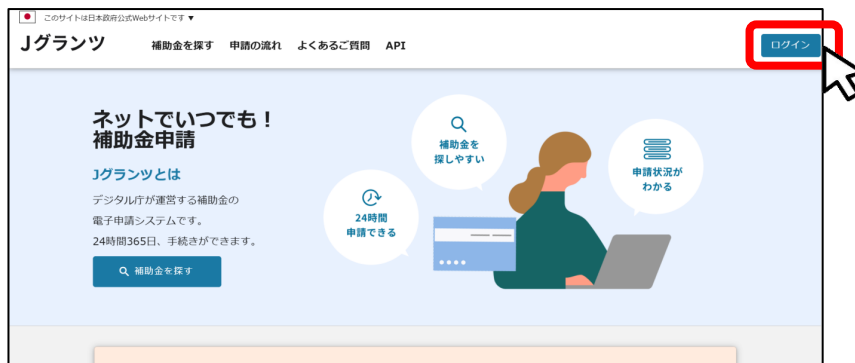 このサイトは日本政府公式Webサイトです ▼
Jグランツ 補助金を探す 申請の流れ よくあるご質問 API ログイン
ネットでいつでも！
補助金申請
Jグランツとは
デジタル庁が運営する補助金の
電子申請システムです。
24時間365日、手続きができます。
補助金を探す
補助金を
探しやすい
24時間
申請できる
申請状況が
わかる